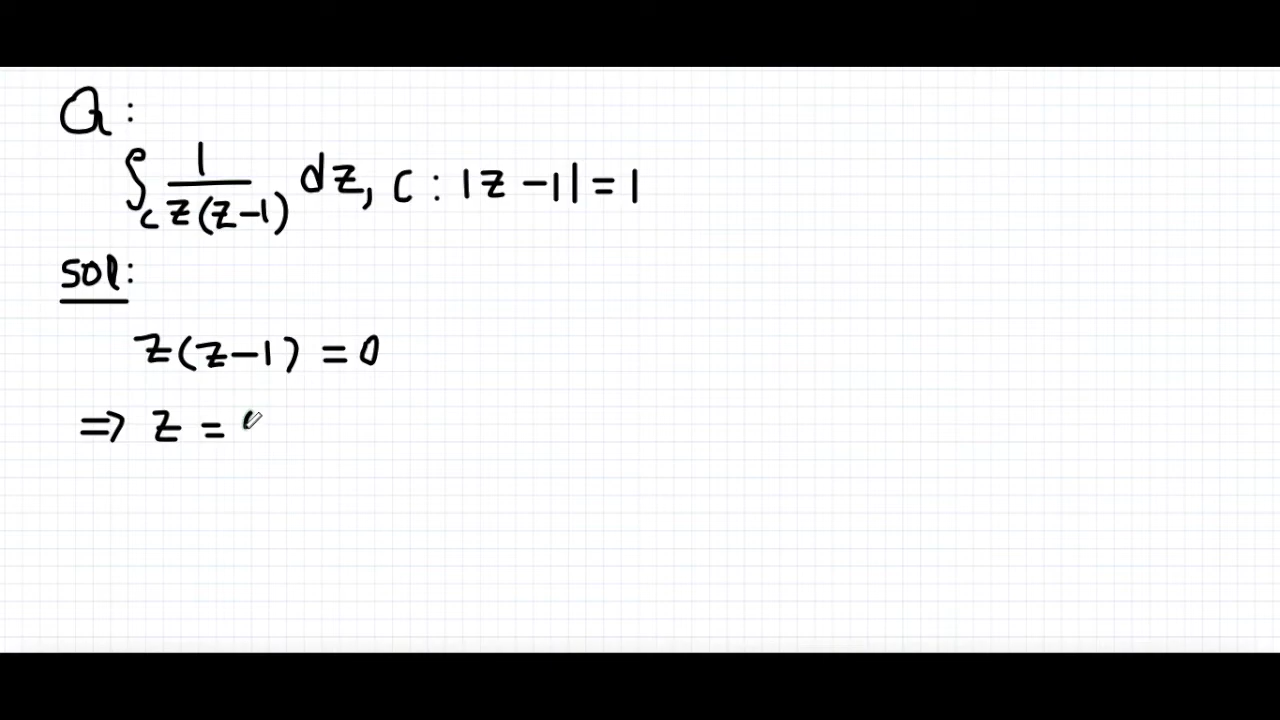 Q:
∮_C 1/(z(z-1)) dz, C: |z-1| = 1
Sol:
z(z-1) = 0
=> z =